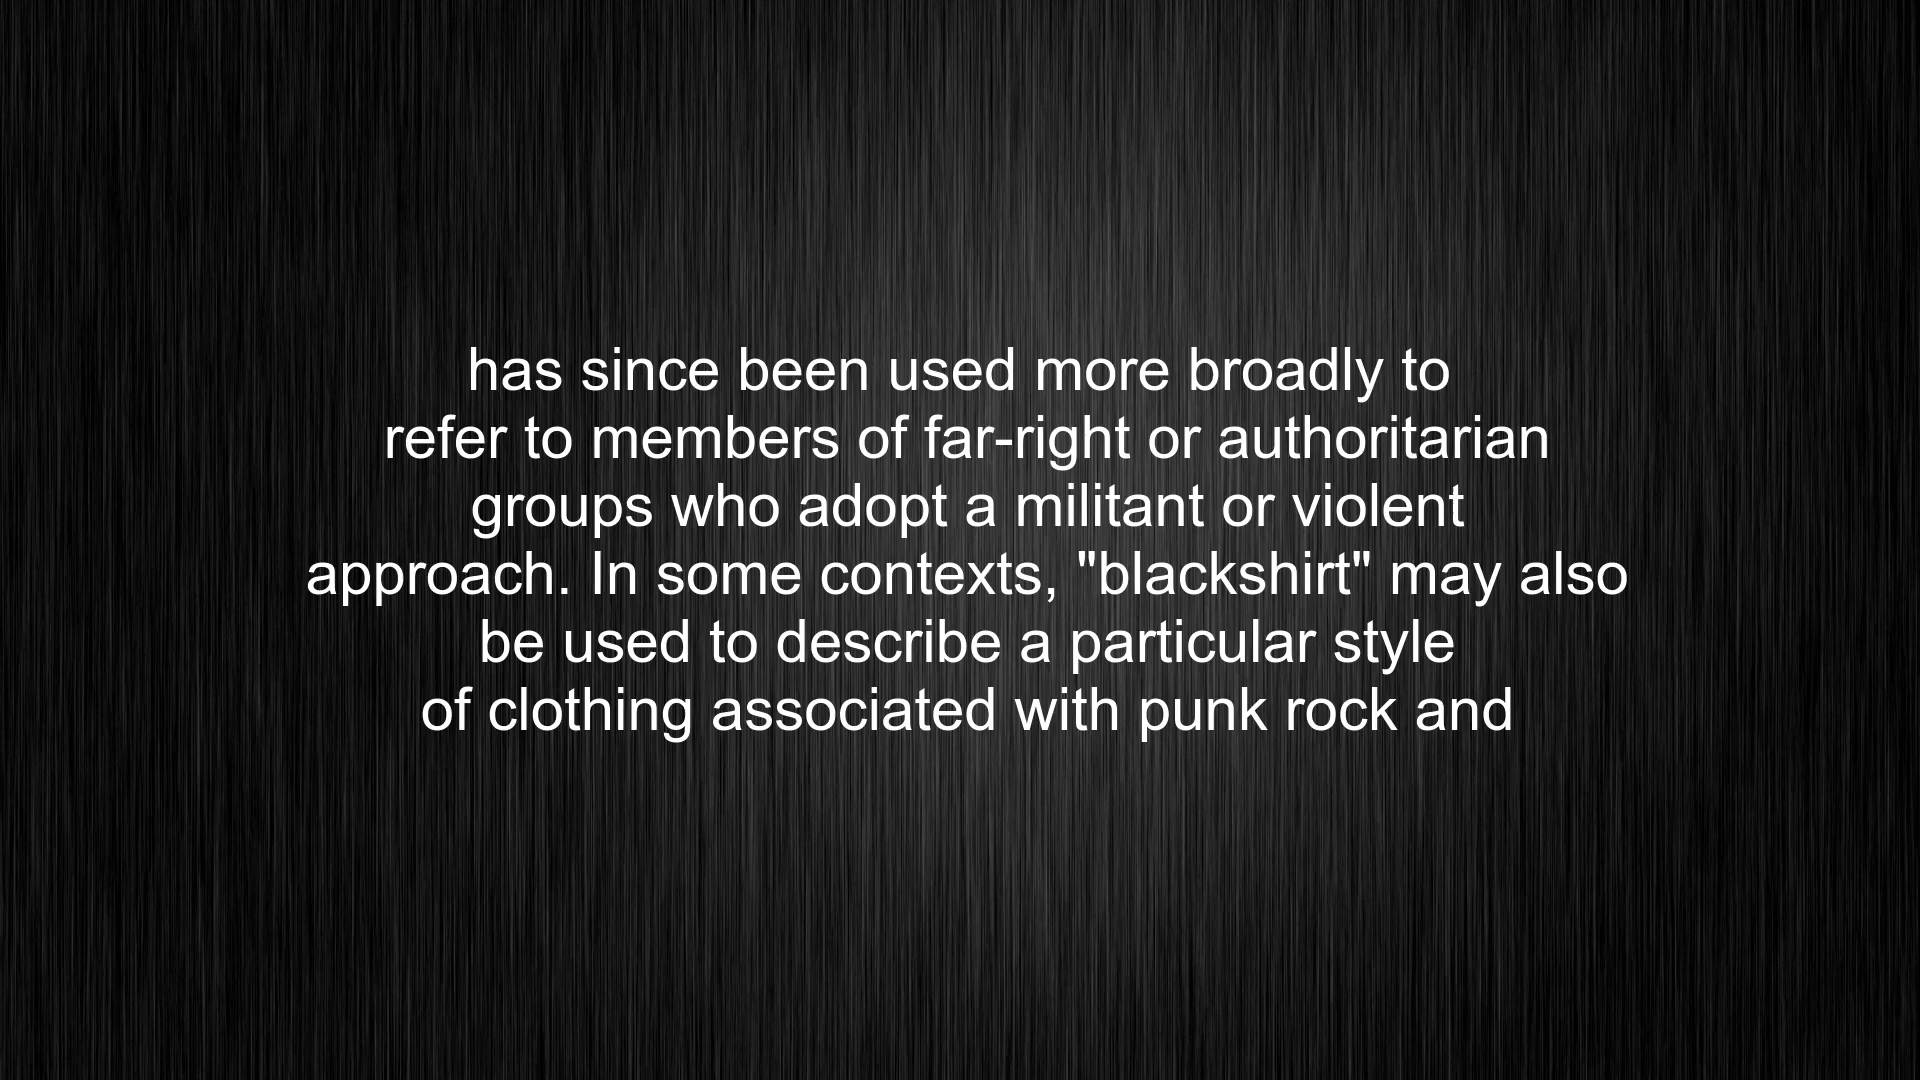 has since been used more broadly to
refer to members of far-right or authoritarian
groups who adopt a militant or violent
approach. In some contexts, "blackshirt" may also
be used to describe a particular style
of clothing associated with punk rock and